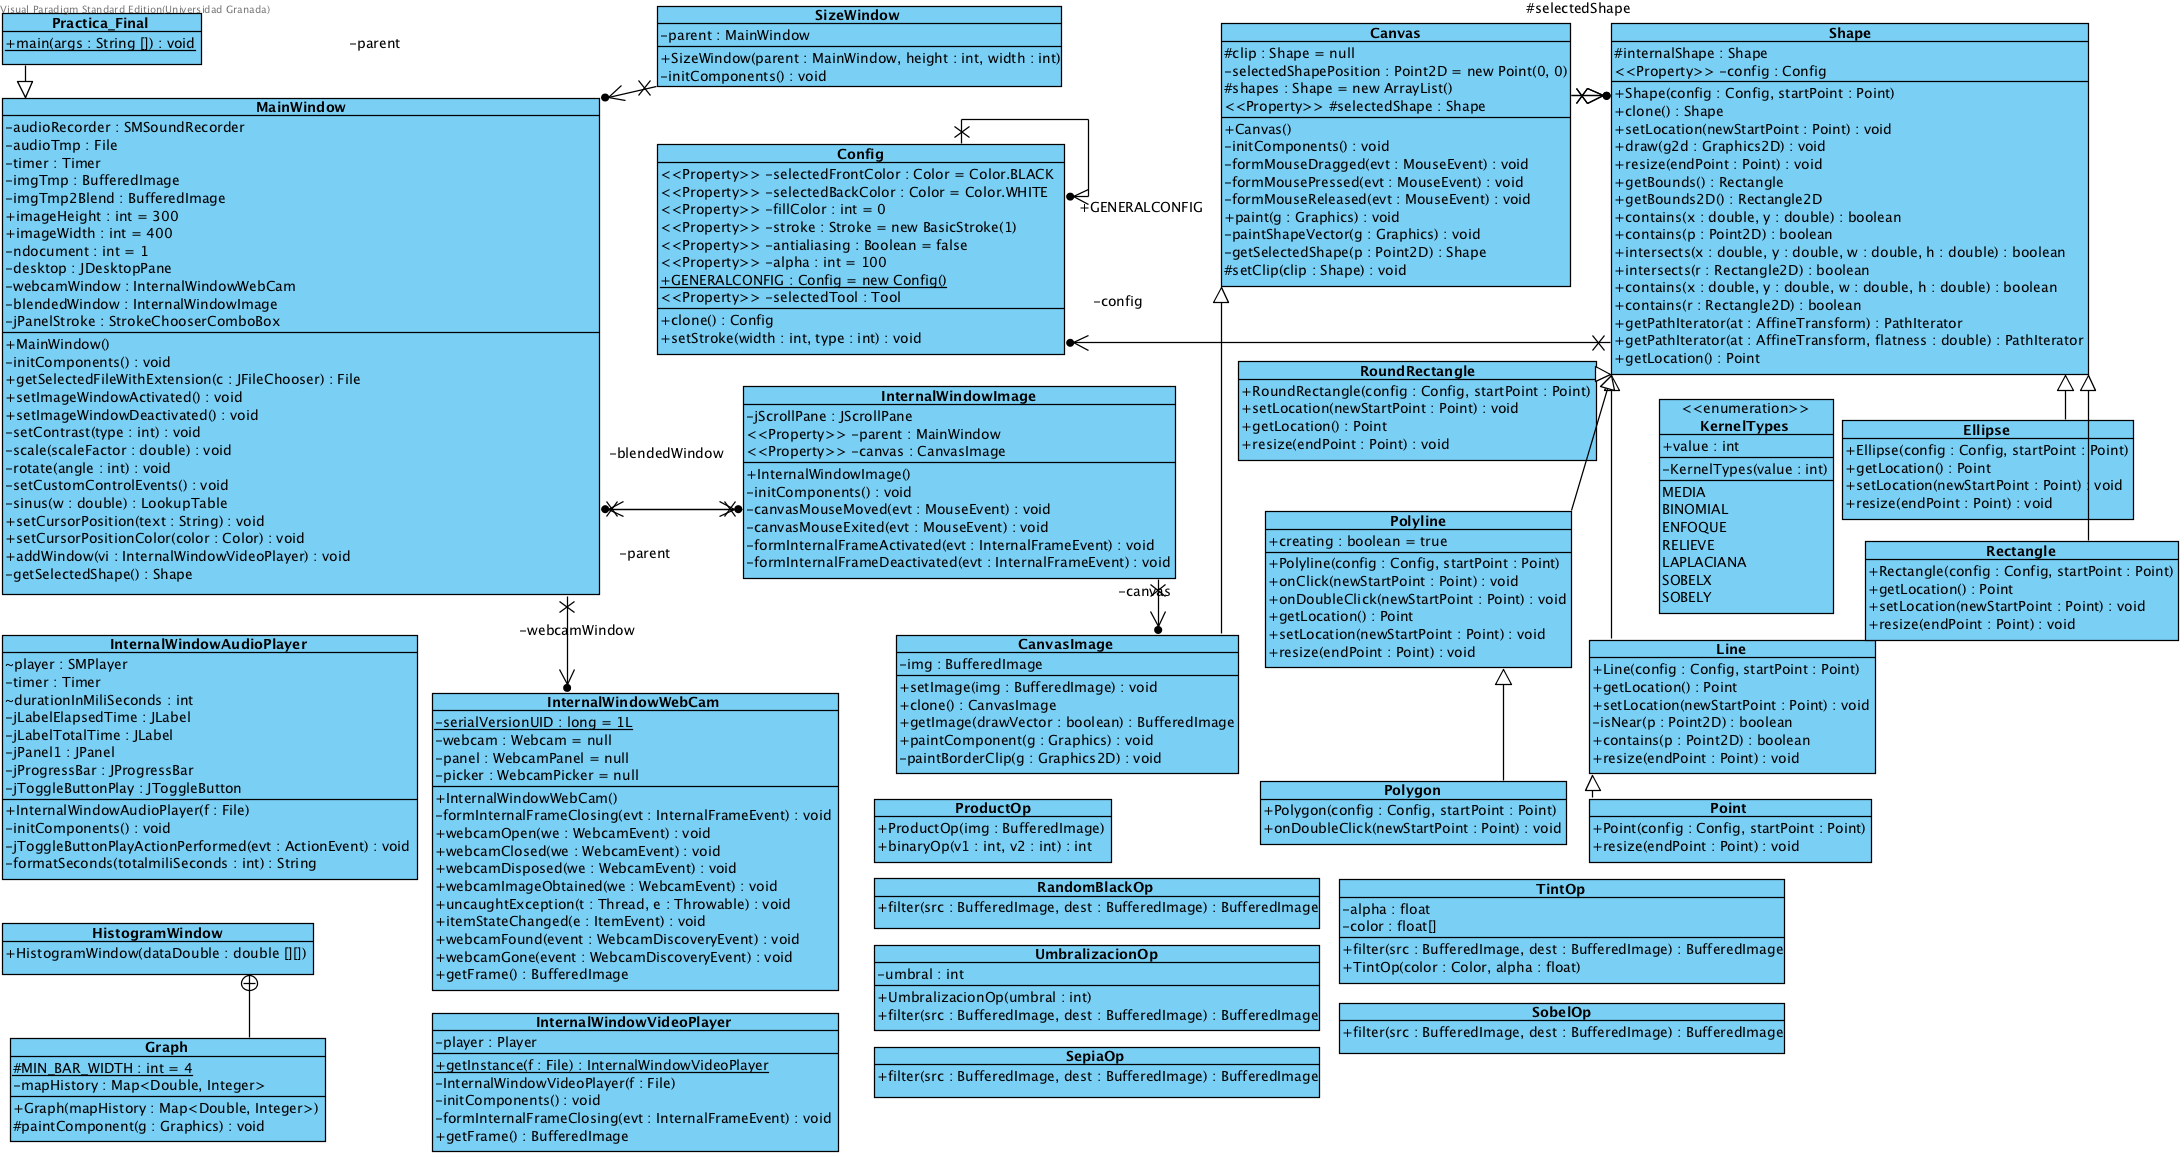 Visual Paradigm Standard Edition(Universidad Granada)
Practica_Final
+main(args : String []) : void
-parent
SizeWindow
-parent : MainWindow
+SizeWindow(parent : MainWindow, height : int, width : int)
-initComponents() : void
MainWindow
-audioRecorder : SMSoundRecorder
-audioTmp : File
-timer : Timer
-imgTmp : BufferedImage
-imgTmp2Blend : BufferedImage
+imageHeight : int = 300
+imageWidth : int = 400
-ndocument : int = 1
-desktop : JDesktopPane
-webcamWindow : InternalWindowWebCam
-blendedWindow : InternalWindowImage
-jPanelStroke : StrokeChooserComboBox
+MainWindow()
-initComponents() : void
+getSelectedFileWithExtension(c : JFileChooser) : File
+setImageWindowActivated() : void
+setImageWindowDeactivated() : void
-setContrast(type : int) : void
-scale(scaleFactor : double) : void
-rotate(angle : int) : void
-setCustomControlEvents() : void
-sinus(w : double) : LookupTable
+setCursorPosition(text : String) : void
+setCursorPositionColor(color : Color) : void
+addWindow(vi : InternalWindowVideoPlayer) : void
-getSelectedShape() : Shape
Config
<<Property>> -selectedFrontColor : Color = Color.BLACK
<<Property>> -selectedBackColor : Color = Color.WHITE
<<Property>> -fillColor : int = 0
<<Property>> -stroke : Stroke = new BasicStroke(1)
<<Property>> -antialiasing : Boolean = false
<<Property>> -alpha : int = 100
+GENERALCONFIG : Config = new Config()
<<Property>> -selectedTool : Tool
+clone() : Config
+setStroke(width : int, type : int) : void
+GENERALCONFIG
-config
Canvas
#clip : Shape = null
-selectedShapePosition : Point2D = new Point(0, 0)
#shapes : Shape = new ArrayList()
<<Property>> #selectedShape : Shape
+Canvas()
-initComponents() : void
-formMouseDragged(evt : MouseEvent) : void
-formMousePressed(evt : MouseEvent) : void
-formMouseReleased(evt : MouseEvent) : void
+paint(g : Graphics) : void
-paintShapeVector(g : Graphics) : void
-getSelectedShape(p : Point2D) : Shape
#setClip(clip : Shape) : void
#selectedShape
Shape
#internalShape : Shape
<<Property>> -config : Config
+Shape(config : Config, startPoint : Point)
+clone() : Shape
+setLocation(newStartPoint : Point) : void
+draw(g2d : Graphics2D) : void
+resize(endPoint : Point) : void
+getBounds() : Rectangle
+getBounds2D() : Rectangle2D
+contains(x : double, y : double) : boolean
+contains(p : Point2D) : boolean
+intersects(x : double, y : double, w : double, h : double) : boolean
+intersects(r : Rectangle2D) : boolean
+contains(x : double, y : double, w : double, h : double) : boolean
+contains(r : Rectangle2D) : boolean
+getPathIterator(at : AffineTransform) : PathIterator
+getPathIterator(at : AffineTransform, flatness : double) : PathIterator
+getLocation() : Point
RoundRectangle
+RoundRectangle(config : Config, startPoint : Point)
+setLocation(newStartPoint : Point) : void
+getLocation() : Point
+resize(endPoint : Point) : void
<<enumeration>>
KernelTypes
+value : int
-KernelTypes(value : int)
MEDIA
BINOMIAL
ENFOQUE
RELIEVE
LAPLACIANA
SOBELX
SOBELY
Ellipse
+Ellipse(config : Config, startPoint : Point)
+getLocation() : Point
+setLocation(newStartPoint : Point) : void
+resize(endPoint : Point) : void
Rectangle
+Rectangle(config : Config, startPoint : Point)
+getLocation() : Point
+setLocation(newStartPoint : Point) : void
+resize(endPoint : Point) : void
InternalWindowImage
-jScrollPane : JScrollPane
<<Property>> -parent : MainWindow
<<Property>> -canvas : CanvasImage
+InternalWindowImage()
-initComponents() : void
-canvasMouseMoved(evt : MouseEvent) : void
-canvasMouseExited(evt : MouseEvent) : void
-formInternalFrameActivated(evt : InternalFrameEvent) : void
-formInternalFrameDeactivated(evt : InternalFrameEvent) : void
-blendedWindow
-parent
-canvas
-webcamWindow
Polyline
+creating : boolean = true
+Polyline(config : Config, startPoint : Point)
+onClick(newStartPoint : Point) : void
+onDoubleClick(newStartPoint : Point) : void
+getLocation() : Point
+setLocation(newStartPoint : Point) : void
+resize(endPoint : Point) : void
Line
+Line(config : Config, startPoint : Point)
+getLocation() : Point
+setLocation(newStartPoint : Point) : void
-isNear(p : Point2D) : boolean
+contains(p : Point2D) : boolean
+resize(endPoint : Point) : void
InternalWindowAudioPlayer
~player : SMPlayer
-timer : Timer
~durationInMiliSeconds : int
-jLabelElapsedTime : JLabel
-jLabelTotalTime : JLabel
-jPanel1 : JPanel
-jProgressBar : JProgressBar
-jToggleButtonPlay : JToggleButton
+InternalWindowAudioPlayer(f : File)
-initComponents() : void
-jToggleButtonPlayActionPerformed(evt : ActionEvent) : void
-formatSeconds(totalmiliSeconds : int) : String
InternalWindowWebCam
-serialVersionUID : long = 1L
-webcam : Webcam = null
-panel : WebcamPanel = null
-picker : WebcamPicker = null
+InternalWindowWebCam()
-formInternalFrameClosing(evt : InternalFrameEvent) : void
+webcamOpen(we : WebcamEvent) : void
+webcamClosed(we : WebcamEvent) : void
+webcamDisposed(we : WebcamEvent) : void
+webcamImageObtained(we : WebcamEvent) : void
+uncaughtException(t : Thread, e : Throwable) : void
+itemStateChanged(e : ItemEvent) : void
+webcamFound(event : WebcamDiscoveryEvent) : void
+webcamGone(event : WebcamDiscoveryEvent) : void
+getFrame() : BufferedImage
CanvasImage
-img : BufferedImage
+setImage(img : BufferedImage) : void
+clone() : CanvasImage
+getImage(drawVector : boolean) : BufferedImage
+paintComponent(g : Graphics) : void
-paintBorderClip(g : Graphics2D) : void
Polygon
+Polygon(config : Config, startPoint : Point)
+onDoubleClick(newStartPoint : Point) : void
Point
+Point(config : Config, startPoint : Point)
+resize(endPoint : Point) : void
ProductOp
+ProductOp(img : BufferedImage)
+binaryOp(v1 : int, v2 : int) : int
RandomBlackOp
+filter(src : BufferedImage, dest : BufferedImage) : BufferedImage
TintOp
-alpha : float
-color : float[]
+filter(src : BufferedImage, dest : BufferedImage) : BufferedImage
+TintOp(color : Color, alpha : float)
UmbralizacionOp
-umbral : int
+UmbralizacionOp(umbral : int)
+filter(src : BufferedImage, dest : BufferedImage) : BufferedImage
SobelOp
+filter(src : BufferedImage, dest : BufferedImage) : BufferedImage
SepiaOp
+filter(src : BufferedImage, dest : BufferedImage) : BufferedImage
HistogramWindow
+HistogramWindow(dataDouble : double [][])
Graph
#MIN_BAR_WIDTH : int = 4
-mapHistory : Map<Double, Integer>
+Graph(mapHistory : Map<Double, Integer>)
#paintComponent(g : Graphics) : void
InternalWindowVideoPlayer
-player : Player
+getInstance(f : File) : InternalWindowVideoPlayer
-InternalWindowVideoPlayer(f : File)
-initComponents() : void
-formInternalFrameClosing(evt : InternalFrameEvent) : void
+getFrame() : BufferedImage